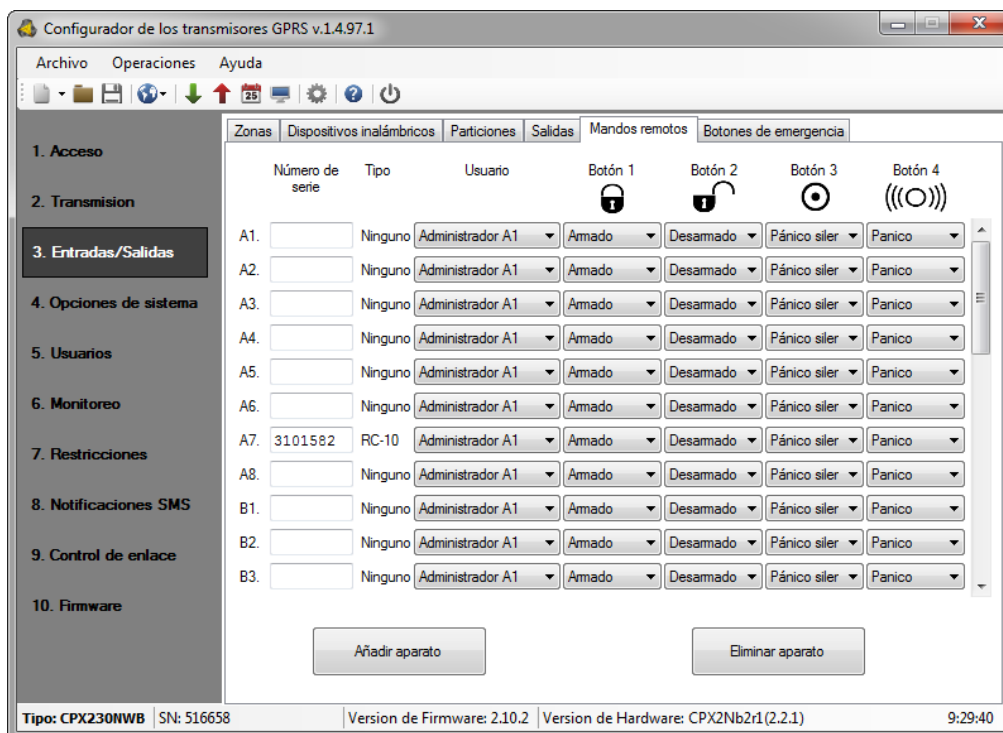 Configurador de los transmisores GPRS v.1.4.97.1
Archivo Operaciones Ayuda
25
1. Acceso
2. Transmision
3. Entradas/Salidas
4. Opciones de sistema
5. Usuarios
6. Monitoreo
7. Restricciones
8. Notificaciones SMS
9. Control de enlace
10. Firmware
Zonas Dispositivos inalámbricos Particiones Salidas Mandos remotos Botones de emergencia
Número de serie Tipo Usuario Botón 1 Botón 2 Botón 3 Botón 4
A1. Ninguno Administrador A1 Armado Desarmado Pánico siler Panico
A2. Ninguno Administrador A1 Armado Desarmado Pánico siler Panico
A3. Ninguno Administrador A1 Armado Desarmado Pánico siler Panico
A4. Ninguno Administrador A1 Armado Desarmado Pánico siler Panico
A5. Ninguno Administrador A1 Armado Desarmado Pánico siler Panico
A6. Ninguno Administrador A1 Armado Desarmado Pánico siler Panico
A7. 3101582 RC-10 Administrador A1 Armado Desarmado Pánico siler Panico
A8. Ninguno Administrador A1 Armado Desarmado Pánico siler Panico
B1. Ninguno Administrador A1 Armado Desarmado Pánico siler Panico
B2. Ninguno Administrador A1 Armado Desarmado Pánico siler Panico
B3. Ninguno Administrador A1 Armado Desarmado Pánico siler Panico
Añadir aparato Eliminar aparato
Tipo: CPX230NWB SN: 516658 Version de Firmware: 2.10.2 Version de Hardware: CPX2Nb2r1(2.2.1) 9:29:40